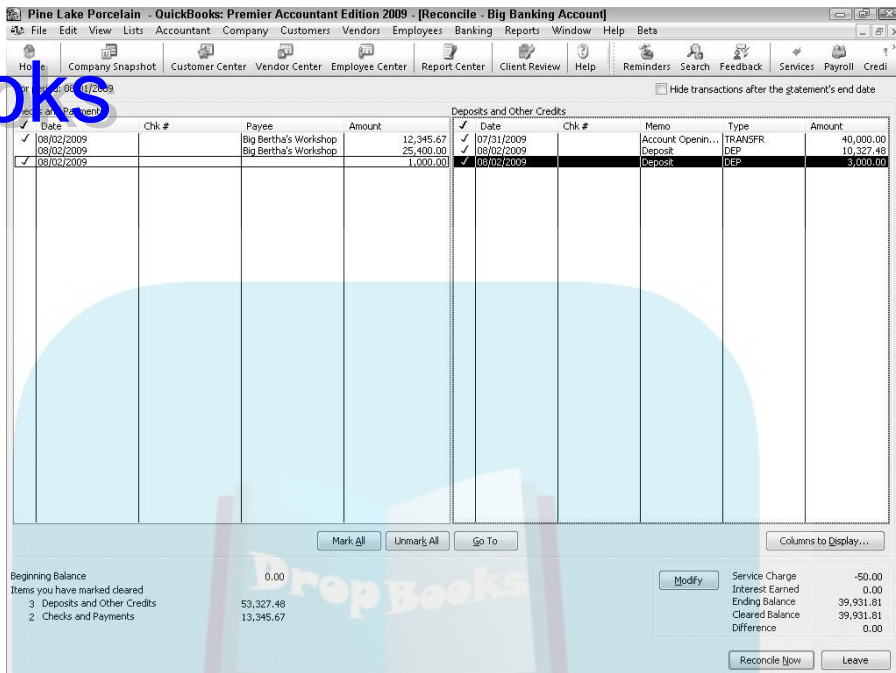 Pine Lake Porcelain - QuickBooks: Premier Accountant Edition 2009 - [Reconcile - Big Banking Account]
File Edit View Lists Accountant Company Customers Vendors Employees Banking Reports Window Help Beta
Home Company Snapshot Customer Center Vendor Center Employee Center Report Center Client Review Help Reminders Search Feedback Services Payroll Credi
oks
period: 08/31/2009
Hide transactions after the statement's end date
and Payments
Deposits and Other Credits
✓ Date Chk # Payee Amount ✓ Date Chk # Memo Type Amount
✓ 08/02/2009 Big Bertha's Workshop 12,345.67 ✓ 07/31/2009 Account Openin... TRANSFR 40,000.00
08/02/2009 Big Bertha's Workshop 25,400.00 ✓ 08/02/2009 Deposit DEP 10,327.48
✓ 08/02/2009 1,000.00 ✓ 08/02/2009 Deposit DEP 3,000.00
Mark All Unmark All Go To Columns to Display...
Beginning Balance 0.00
Items you have marked cleared
3 Deposits and Other Credits 53,327.48
2 Checks and Payments 13,345.67
Modify
Service Charge -50.00
Interest Earned 0.00
Ending Balance 39,931.81
Cleared Balance 39,931.81
Difference 0.00
Reconcile Now Leave
DropBooks